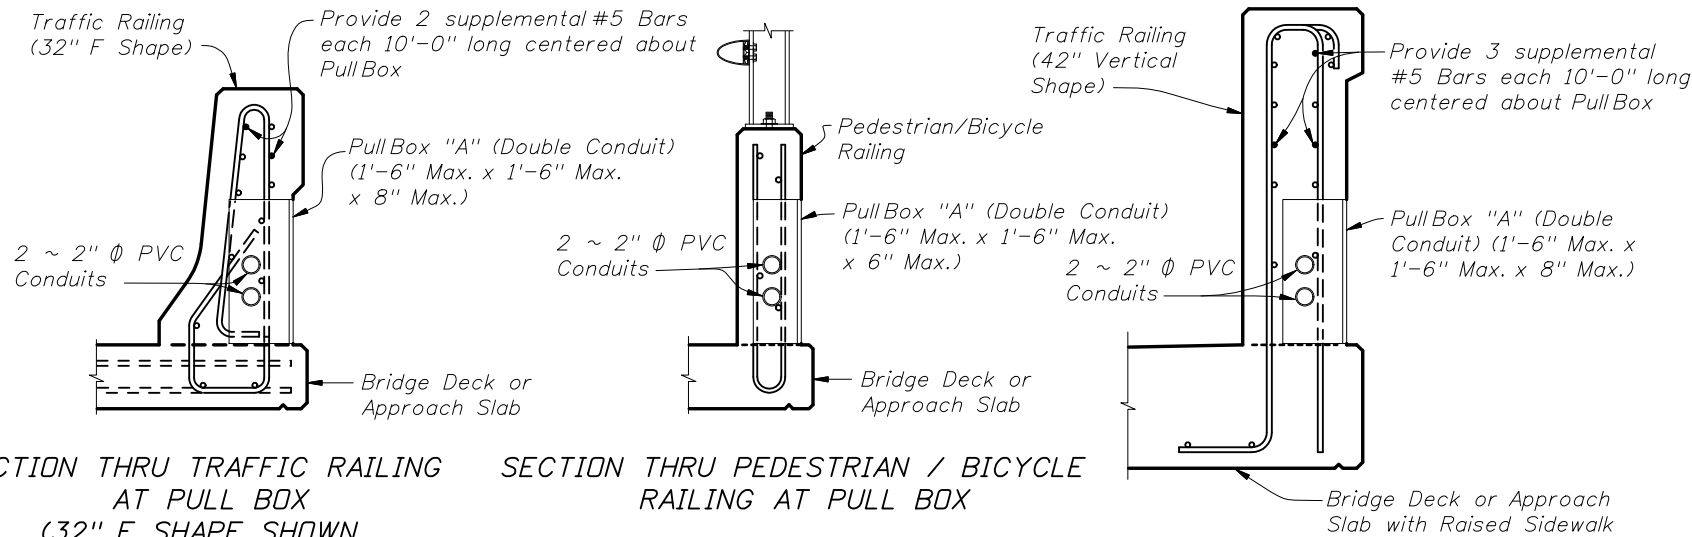 Traffic Railing
(32" F Shape)
Provide 2 supplemental #5 Bars
each 10'-0" long centered about
Pull Box
Pull Box "A" (Double Conduit)
(1'-6" Max. x 1'-6" Max.
x 8" Max.)
2 ~ 2" ϕ PVC
Conduits
Bridge Deck or
Approach Slab
CTION THRU TRAFFIC RAILING
AT PULL BOX
(32" F SHAPE SHOWN
Pedestrian/Bicycle
Railing
Pull Box "A" (Double Conduit)
(1'-6" Max. x 1'-6" Max.
x 6" Max.)
2 ~ 2" ϕ PVC
Conduits
Bridge Deck or
Approach Slab
SECTION THRU PEDESTRIAN / BICYCLE
RAILING AT PULL BOX
Traffic Railing
(42" Vertical
Shape)
Provide 3 supplemental
#5 Bars each 10'-0" long
centered about Pull Box
Pull Box "A" (Double
Conduit) (1'-6" Max. x
1'-6" Max. x 8" Max.)
2 ~ 2" ϕ PVC
Conduits
Bridge Deck or Approach
Slab with Raised Sidewalk